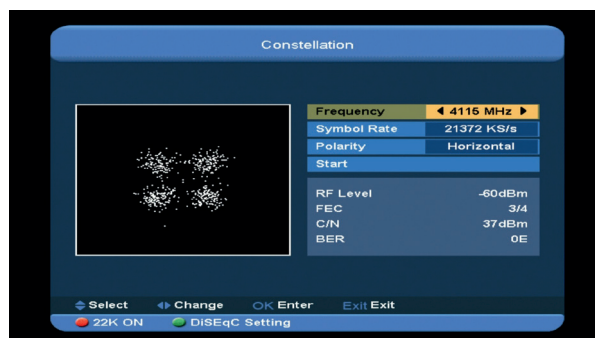 Constellation
Frequency 4115 MHz
Symbol Rate 21372 KS/s
Polarity Horizontal
Start
RF Level -60dBm
FEC 3/4
C/N 37dBm
BER 0E
Select Change OK Enter Exit Exit
22K ON DiSEqC Setting